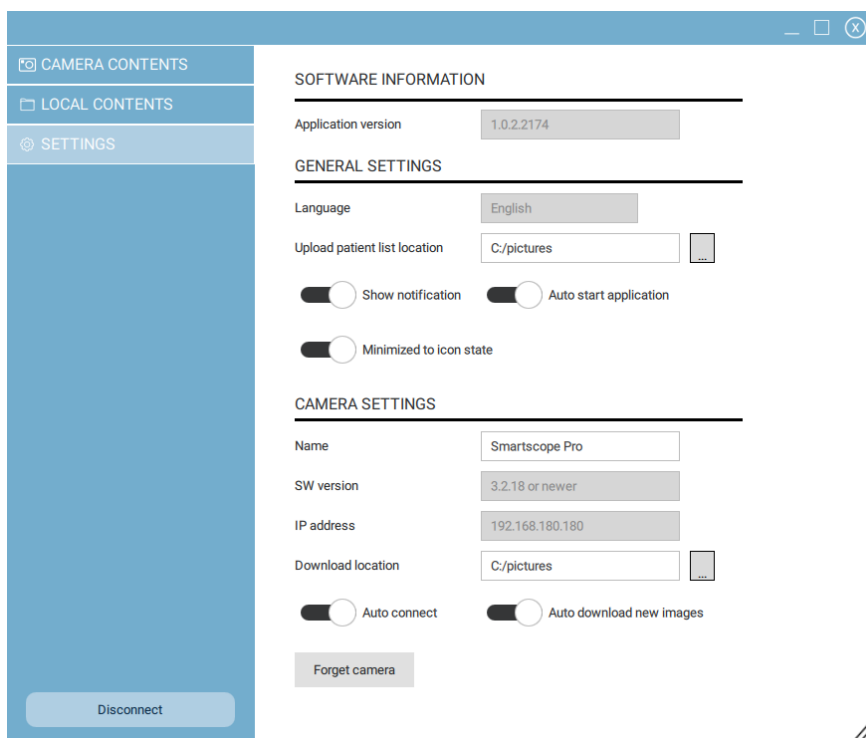 CAMERA CONTENTS
LOCAL CONTENTS
SETTINGS
Disconnect
SOFTWARE INFORMATION
Application version 1.0.2.2174
GENERAL SETTINGS
Language English
Upload patient list location C:/pictures ...
Show notification Auto start application
Minimized to icon state
CAMERA SETTINGS
Name Smartscope Pro
SW version 3.2.18 or newer
IP address 192.168.180.180
Download location C:/pictures ...
Auto connect Auto download new images
Forget camera